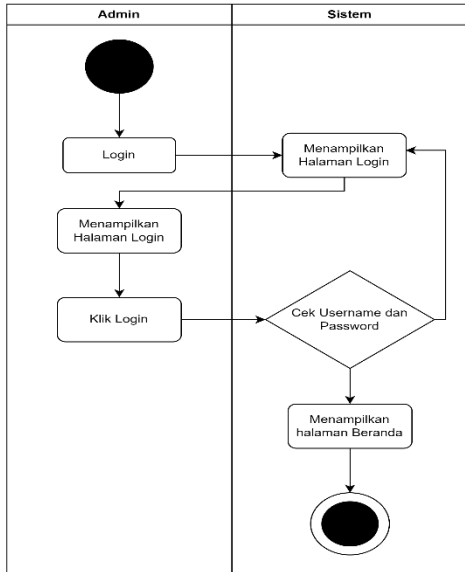 Admin
Sistem
Login
Menampilkan
Halaman Login
Menampilkan
Halaman Login
Klik Login
Cek Username dan
Password
Menampilkan
halaman Beranda